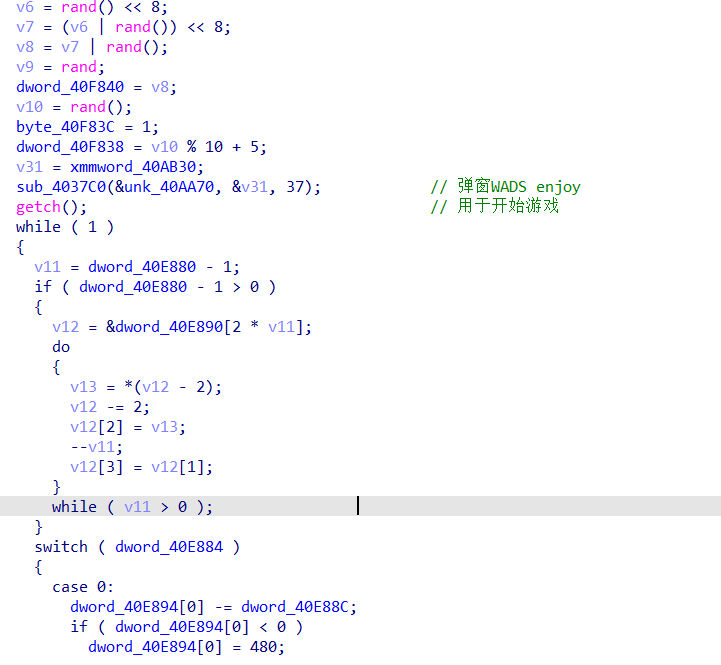 v6 = rand() << 8;
v7 = (v6 | rand()) << 8;
v8 = v7 | rand();
v9 = rand;
dword_40F840 = v8;
v10 = rand();
byte_40F83C = 1;
dword_40F838 = v10 % 10 + 5;
v31 = xmmword_40AB30;
sub_4037C0(&unk_40AA70, &v31, 37); // 弹窗WADS enjoy
getch(); // 用于开始游戏
while ( 1 )
{
v11 = dword_40E880 - 1;
if ( dword_40E880 - 1 > 0 )
{
v12 = &dword_40E890[2 * v11];
do
{
v13 = *(v12 - 2);
v12 -= 2;
v12[2] = v13;
--v11;
v12[3] = v12[1];
}
while ( v11 > 0 );
}
switch ( dword_40E884 )
{
case 0:
dword_40E894[0] -= dword_40E88C;
if ( dword_40E894[0] < 0 )
dword_40E894[0] = 480;